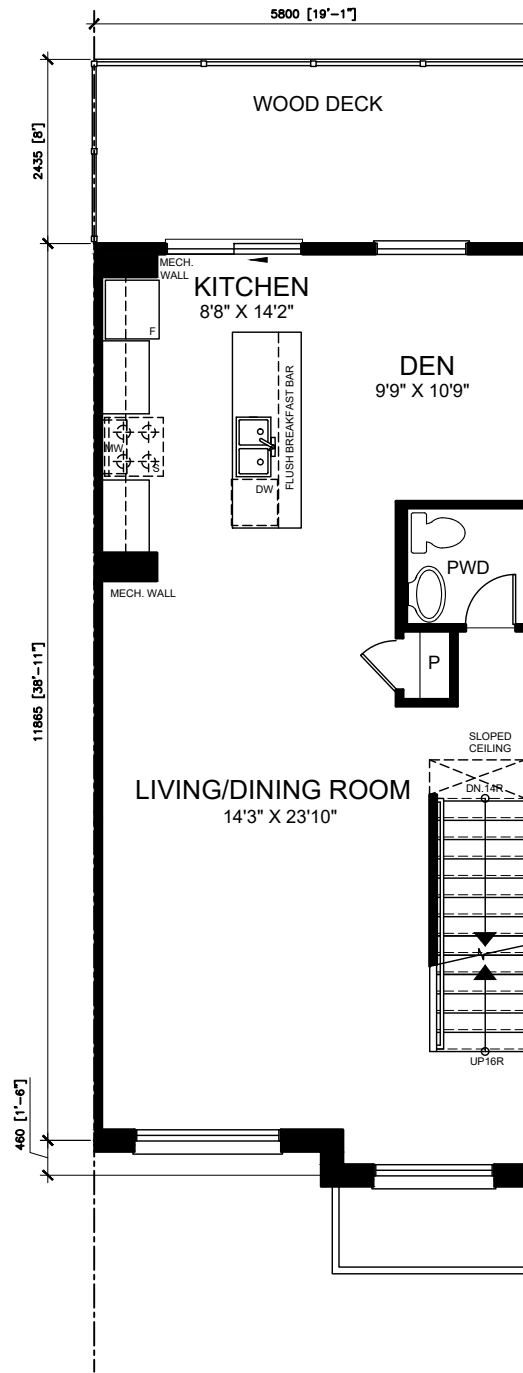 5800 [19'-1"]
WOOD DECK
2435 [8']
MECH.
WALL
KITCHEN
8'8" X 14'2"
F
DEN
9'9" X 10'9"
FLUSH BREAKFAST BAR
MW
S
DW
PWD
MECH. WALL
P
11865 [38'-11"]
SLOPED
CEILING
LIVING/DINING ROOM
14'3" X 23'10"
DN.14R
UP16R
460 [1'-6"]